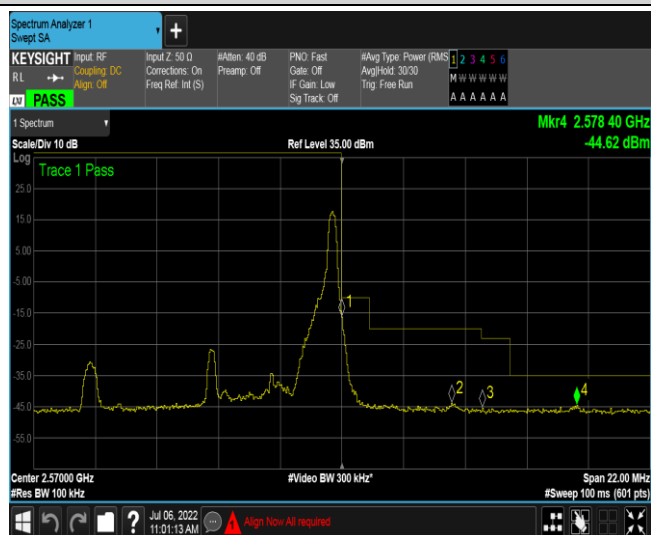 Spectrum Analyzer 1
Swept SA
+
KEYSIGHT Input: RF Input Z: 50 Ω #Atten: 40 dB PNO: Fast #Avg Type: Power (RMS 1 2 3 4 5 6
RL Coupling: DC Corrections: On Preamp: Off Gate: Off Avg|Hold: 30/30 M W W W W W
Align: Off Freq Ref: Int (S) IF Gain: Low Trig: Free Run
LXI PASS Sig Track: Off A A A A A A
1 Spectrum Mkr4 2.578 40 GHz
Scale/Div 10 dB Ref Level 35.00 dBm -44.62 dBm
Log
Trace 1 Pass
25.0
15.0
5.00
-5.00
-15.0
1
-25.0
-35.0
2 3 4
-45.0
-55.0
Center 2.57000 GHz #Video BW 300 kHz* Span 22.00 MHz
#Res BW 100 kHz #Sweep 100 ms (601 pts)
? Jul 06, 2022
11:01:13 AM
Align Now All required